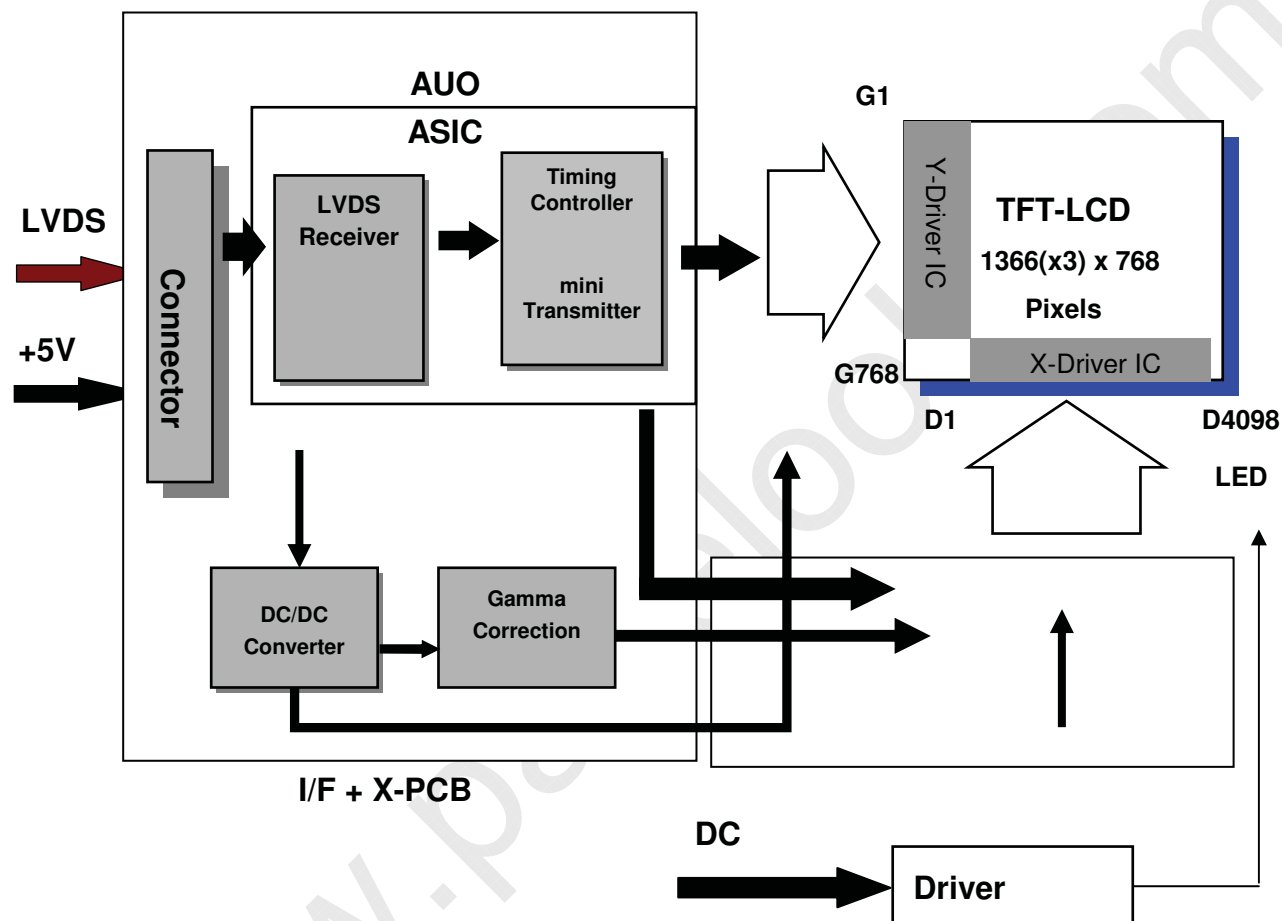 AUO
ASIC
LVDS
+5V
Connector
LVDS
Receiver
Timing
Controller
mini
Transmitter
G1
G768
Y-Driver IC
TFT-LCD
1366(x3) x 768
Pixels
X-Driver IC
D1
D4098
LED
DC/DC
Converter
Gamma
Correction
I/F + X-PCB
DC
Driver